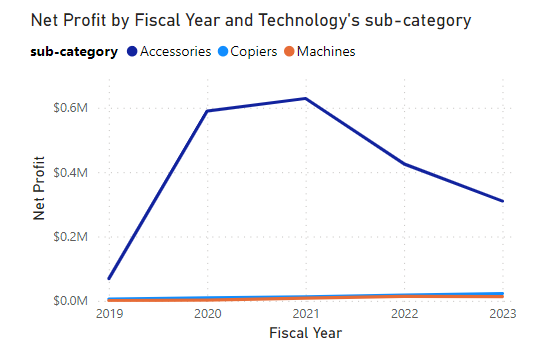 Net Profit by Fiscal Year and Technology's sub-category
sub-category Accessories Copiers Machines
$0.6M
$0.4M
$0.2M
$0.0M
Net Profit
2019 2020 2021 2022 2023
Fiscal Year